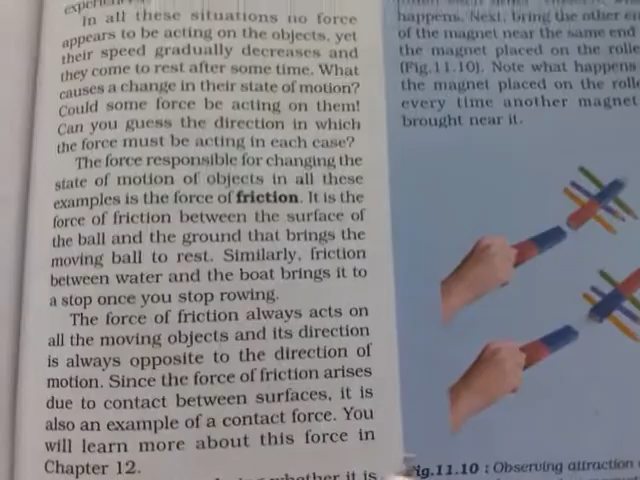 In all these situations no force
appears to be acting on the objects, yet
their speed gradually decreases and
they come to rest after some time. What
causes a change in their state of motion?
Could some force be acting on them!
Can you guess the direction in which
the force must be acting in each case?
The force responsible for changing the
state of motion of objects in all these
examples is the force of friction. It is the
force of friction between the surface of
the ball and the ground that brings the
moving ball to rest. Similarly, friction
between water and the boat brings it to
a stop once you stop rowing.
The force of friction always acts on
all the moving objects and its direction
is always opposite to the direction of
motion. Since the force of friction arises
due to contact between surfaces, it is
also an example of a contact force. You
will learn more about this force in
Chapter 12.
whether it is
happens. Next, bring the other
of the magnet near the same end
the magnet placed on the
(Fig.11.10). Note what happens
the magnet placed on the
every time another magnet
brought near it.
Fig.11.10 : Observing attraction